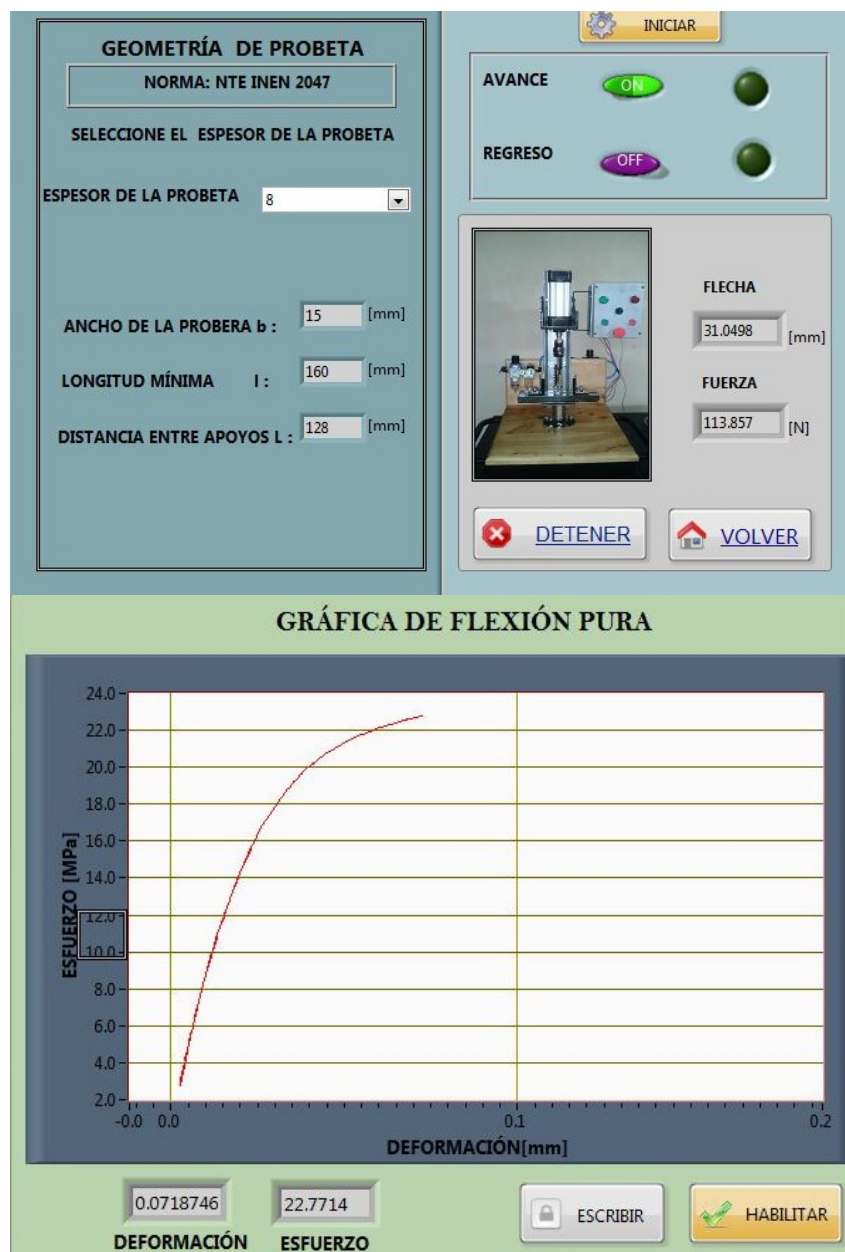 GEOMETRÍA DE PROBETA
NORMA: NTE INEN 2047
SELECCIONE EL ESPESOR DE LA PROBETA
ESPESOR DE LA PROBETA 8
ANCHO DE LA PROBERA b : 15 [mm]
LONGITUD MÍNIMA l : 160 [mm]
DISTANCIA ENTRE APOYOS L : 128 [mm]
INICIAR
AVANCE ON
REGRESO OFF
FLECHA
31.0498 [mm]
FUERZA
113.857 [N]
DETENER
VOLVER
GRÁFICA DE FLEXIÓN PURA
ESFUERZO [MPa]
24.0
22.0
20.0
18.0
16.0
14.0
12.0
10.0
8.0
6.0
4.0
2.0
-0.0 0.0 0.1 0.2
DEFORMACIÓN[mm]
0.0718746 22.7714
DEFORMACIÓN ESFUERZO
ESCRIBIR
HABILITAR